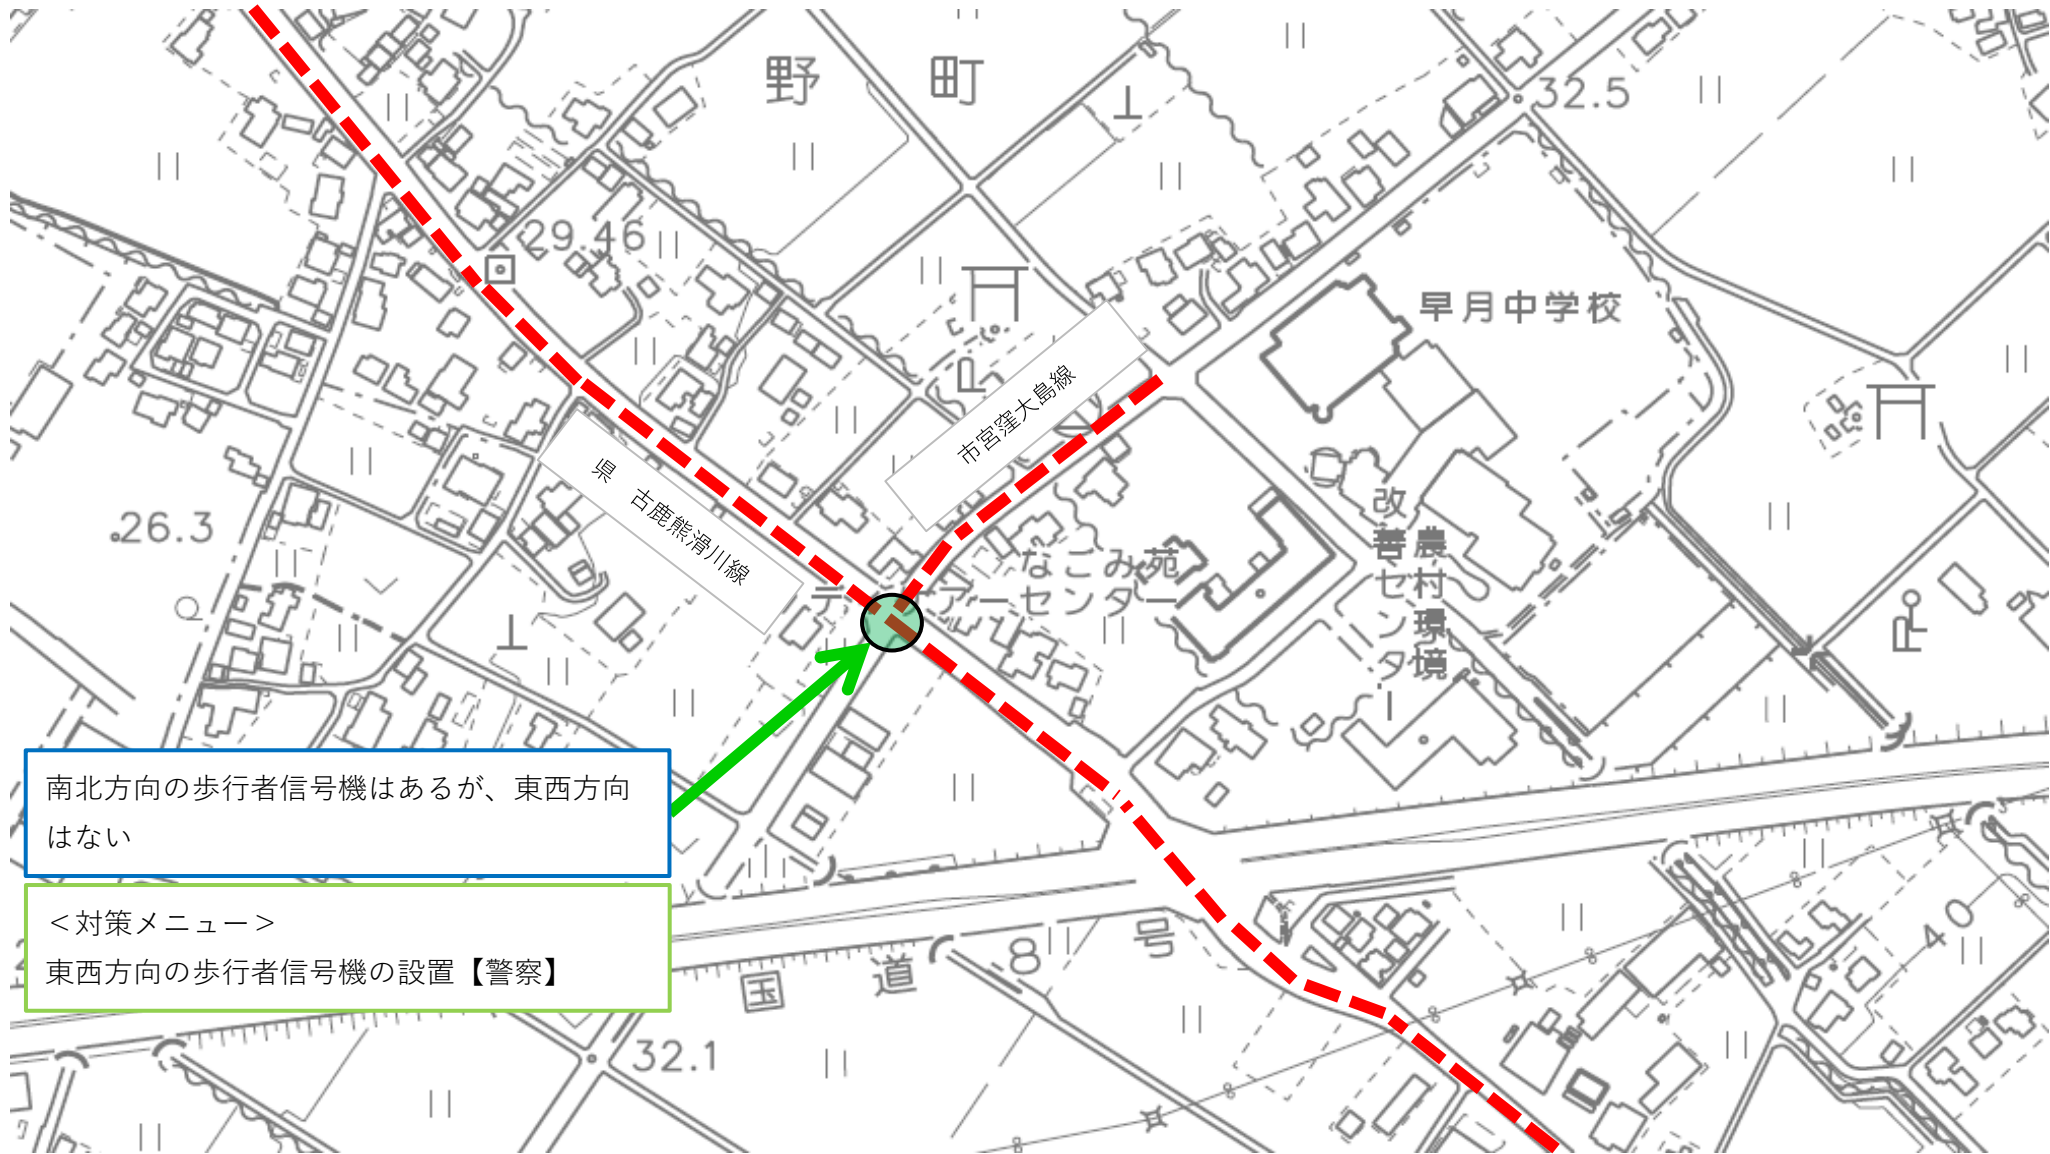 野 町
32.5
29.46
早月中学校
市宮窪大島線
県 古鹿熊滑川線
26.3
なごみ苑
デイケアーセンター
農村環境
改善センター
南北方向の歩行者信号機はあるが、東西方向
はない
＜対策メニュー＞
東西方向の歩行者信号機の設置【警察】
国道8号
40
32.1